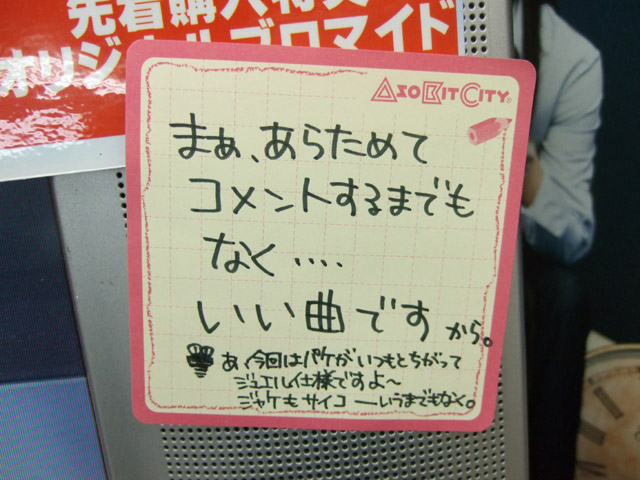 先着購入特典
オリジナルブロマイド
ASOBITCITY
まぁ、あらためて
コメントするまでも
なく‥‥
いい曲ですから。
あ、今回はパケがいつもとちがって
ジュエル仕様ですよ〜
ジャケもサイコーいうまでもなく。